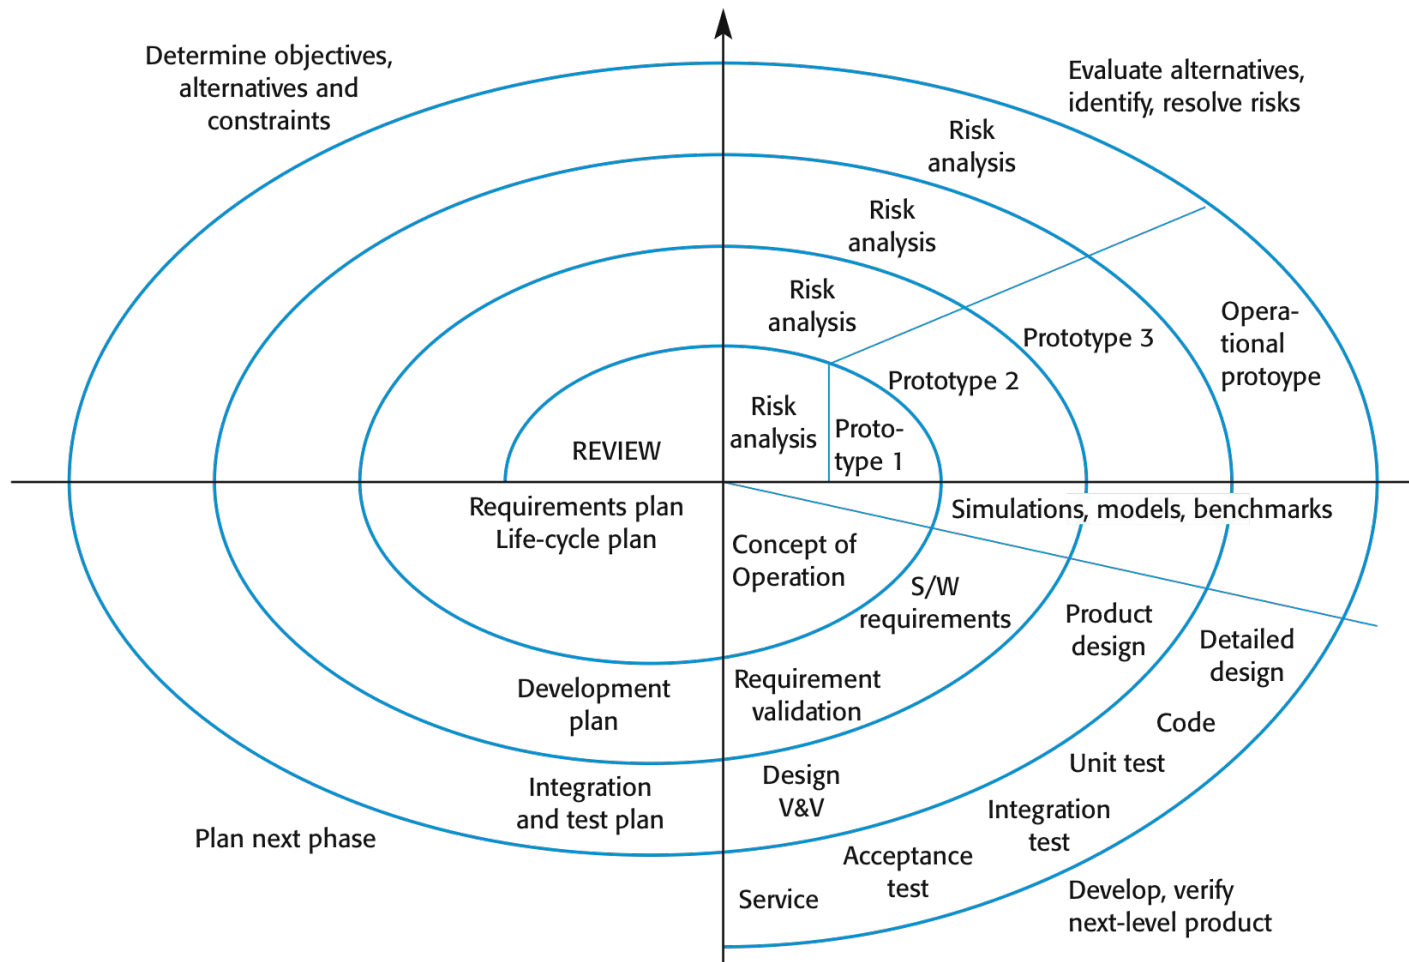 Determine objectives,
alternatives and
constraints
Evaluate alternatives,
identify, resolve risks
Risk
analysis
Risk
analysis
Risk
analysis
Risk
analysis
Proto-
type 1
Prototype 2
Prototype 3
Opera-
tional
protoype
REVIEW
Requirements plan
Life-cycle plan
Simulations, models, benchmarks
Concept of
Operation
S/W
requirements
Product
design
Detailed
design
Development
plan
Requirement
validation
Code
Unit test
Integration
and test plan
Design
V&V
Integration
test
Plan next phase
Acceptance
test
Service
Develop, verify
next-level product